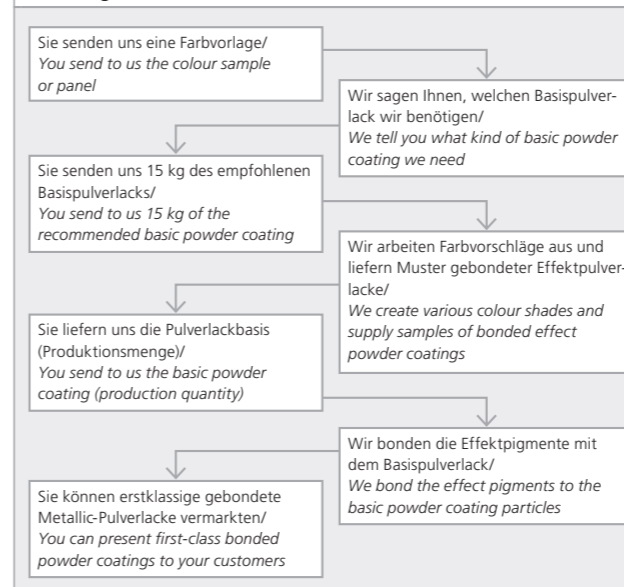 Sie senden uns eine Farbvorlage/
You send to us the colour sample
or panel
Wir sagen Ihnen, welchen Basispulver-
lack wir benötigen/
We tell you what kind of basic powder
coating we need
Sie senden uns 15 kg des empfohlenen
Basispulverlacks/
You send to us 15 kg of the
recommended basic powder coating
Wir arbeiten Farbvorschläge aus und
liefern Muster gebondeter Effektpulver-
lacke/
We create various colour shades and
supply samples of bonded effect
powder coatings
Sie liefern uns die Pulverlackbasis
(Produktionsmenge)/
You send to us the basic powder
coating (production quantity)
Wir bonden die Effektpigmente mit
dem Basispulverlack/
We bond the effect pigments to the
basic powder coating particles
Sie können erstklassige gebondete
Metallic-Pulverlacke vermarkten/
You can present first-class bonded
powder coatings to your customers